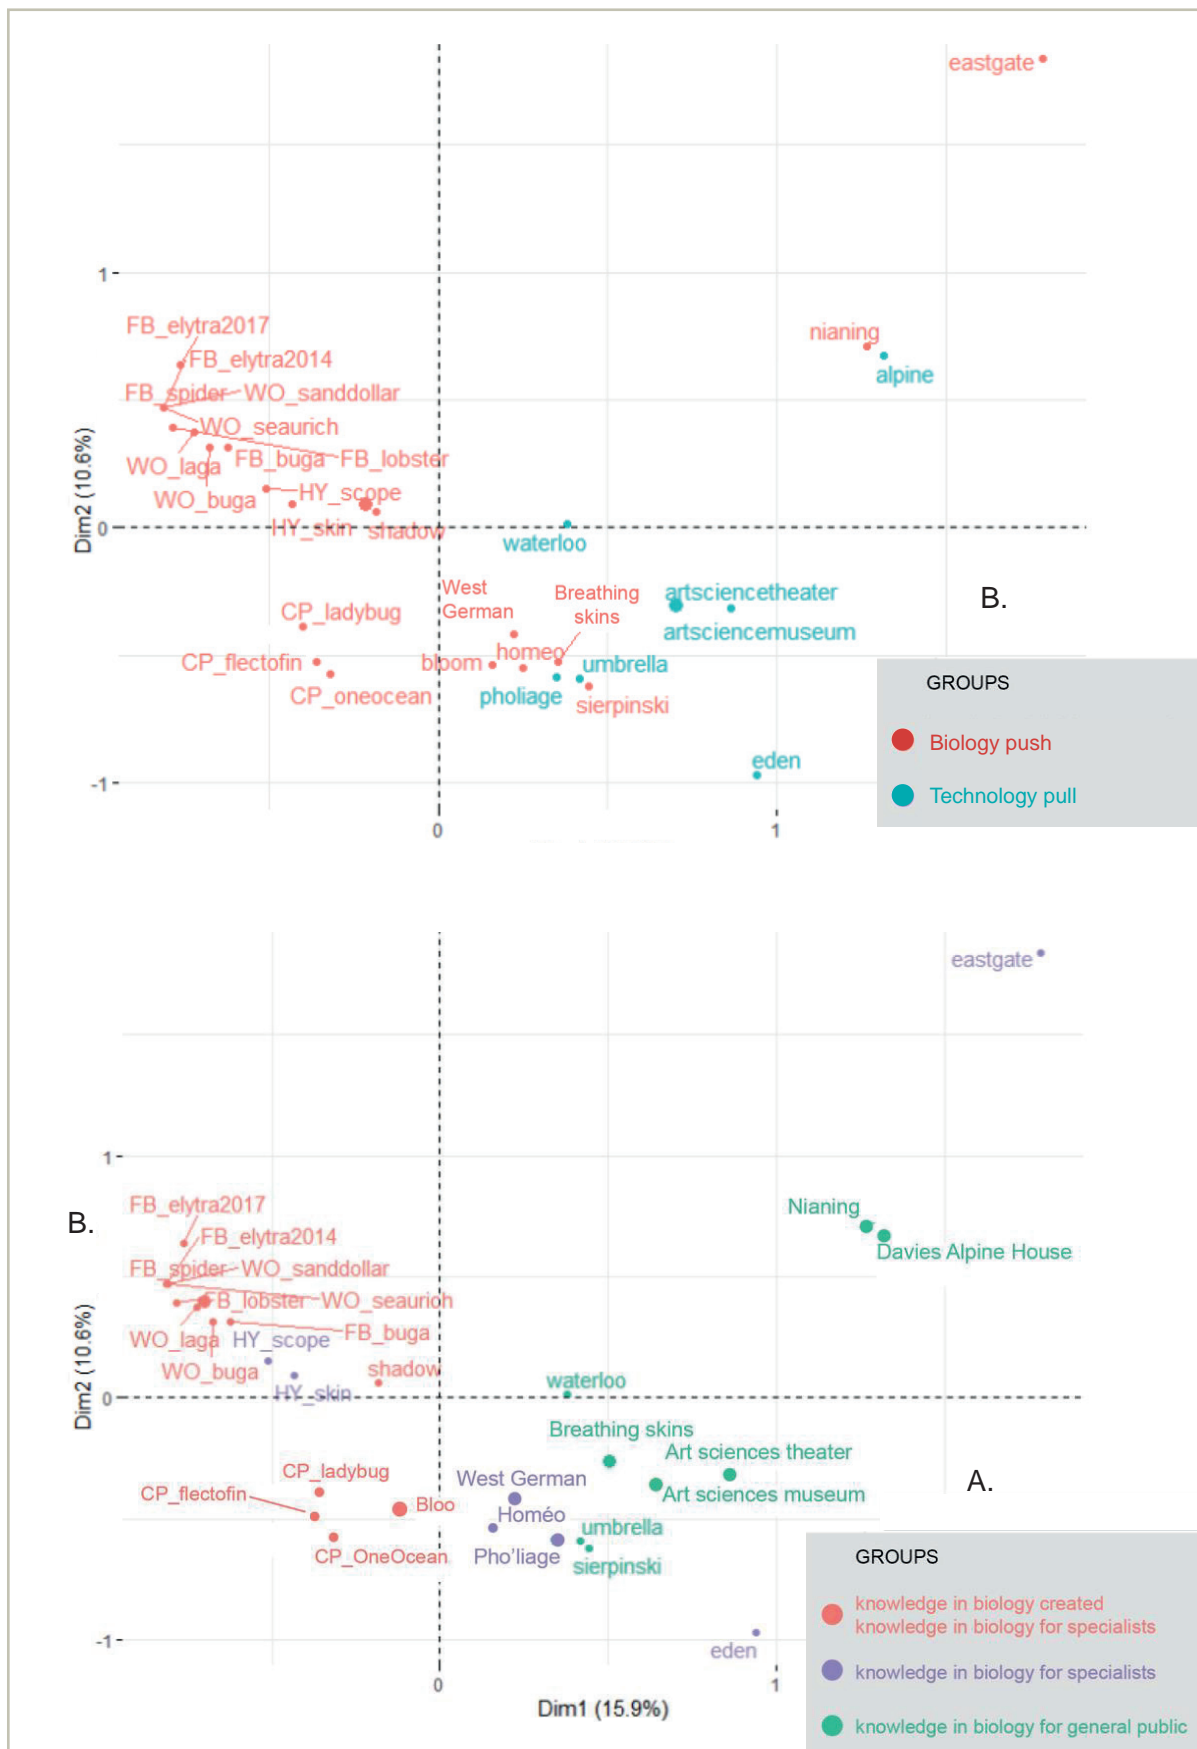 eastgate
1
nianing
alpine
FB_elytra2017
FB_elytra2014
FB_spider WO_sanddollar
WO_seaurich
WO_laga FB_buga FB_lobster
WO_buga HY_scope
HY_skin shadow
Dim2 (10.6%)
0
waterloo
West
German
Breathing
skins
artsciencetheater
artsciencemuseum
B.
CP_ladybug
CP_flectofin
CP_oneocean
bloom homeo umbrella
pholiage sierpinski
eden
-1
0 1
GROUPS
Biology push
Technology pull
eastgate
1
B.
Nianing
Davies Alpine House
FB_elytra2017
FB_elytra2014
FB_spider WO_sanddollar
FB_lobster WO_seaurich
WO_laga HY_scope FB_buga
WO_buga shadow
HY_skin
Dim2 (10.6%)
0
waterloo
Breathing skins
Art sciences theater
Art sciences museum
A.
CP_ladybug
CP_flectofin
Bloo
CP_OneOcean
West German
Homéo
Pho'liage
umbrella
sierpinski
eden
-1
0 1
Dim1 (15.9%)
GROUPS
knowledge in biology created
knowledge in biology for specialists
knowledge in biology for specialists
knowledge in biology for general public